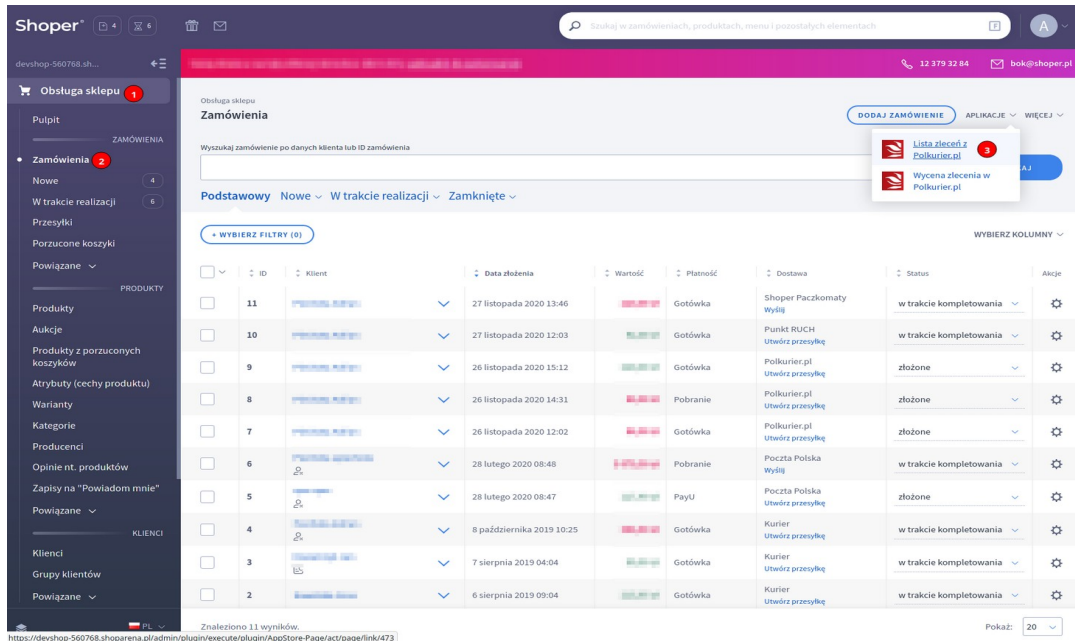 Shoper® 4 6
Szukaj w zamówieniach, produktach, menu i pozostałych elementach F A
devshop-560768.sh...
12 379 32 84 bok@shoper.pl
Obsługa sklepu 1
Pulpit
ZAMÓWIENIA
Zamówienia 2
Nowe 4
W trakcie realizacji 6
Przesyłki
Porzucone koszyki
Powiązane
PRODUKTY
Produkty
Aukcje
Produkty z porzuconych
koszyków
Atrybuty (cechy produktu)
Warianty
Kategorie
Producenci
Opinie nt. produktów
Zapisy na "Powiadom mnie"
Powiązane
KLIENCI
Klienci
Grupy klientów
Powiązane
PL
Obsługa sklepu
Zamówienia
DODAJ ZAMÓWIENIE APLIKACJE WIĘCEJ
Lista zleceń z
Polkurier.pl 3
Wycena zlecenia w
Polkurier.pl
Wyszukaj zamówienie po danych klienta lub ID zamówienia
Podstawowy Nowe W trakcie realizacji Zamknięte
+ WYBIERZ FILTRY (0) WYBIERZ KOLUMNY
ID Klient Data złożenia Wartość Płatność Dostawa Status Akcje
11 27 listopada 2020 13:46 Gotówka Shoper Paczkomaty w trakcie kompletowania
Wyślij
10 27 listopada 2020 12:03 Gotówka Punkt RUCH w trakcie kompletowania
Utwórz przesyłkę
9 26 listopada 2020 15:12 Gotówka Polkurier.pl złożone
Utwórz przesyłkę
8 26 listopada 2020 14:31 Pobranie Polkurier.pl złożone
Utwórz przesyłkę
7 26 listopada 2020 12:02 Gotówka Polkurier.pl złożone
Utwórz przesyłkę
6 28 lutego 2020 08:48 Pobranie Poczta Polska w trakcie kompletowania
Wyślij
5 28 lutego 2020 08:47 PayU Poczta Polska złożone
Utwórz przesyłkę
4 8 października 2019 10:25 Gotówka Kurier w trakcie kompletowania
Utwórz przesyłkę
3 7 sierpnia 2019 04:04 Gotówka Kurier w trakcie kompletowania
Utwórz przesyłkę
2 6 sierpnia 2019 09:04 Gotówka Kurier w trakcie kompletowania
Utwórz przesyłkę
Znaleziono 11 wyników. Pokaż: 20
https://devshop-560768.shoparena.pl/admin/plugin/execute/plugin/AppStore-Page/act/page/link/473